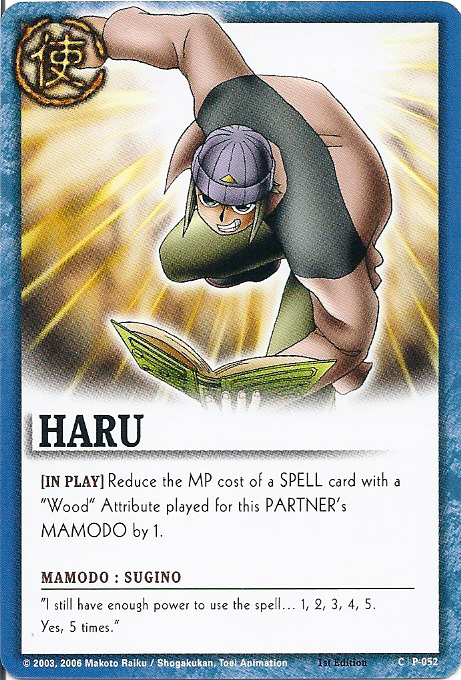 使
HARU
[IN PLAY] Reduce the MP cost of a SPELL card with a
"Wood" Attribute played for this PARTNER's
MAMODO by 1.
MAMODO : SUGINO
"I still have enough power to use the spell... 1, 2, 3, 4, 5.
Yes, 5 times."
© 2003, 2006 Makoto Raiku / Shogakukan, Toei Animation 1st Edition C P-052